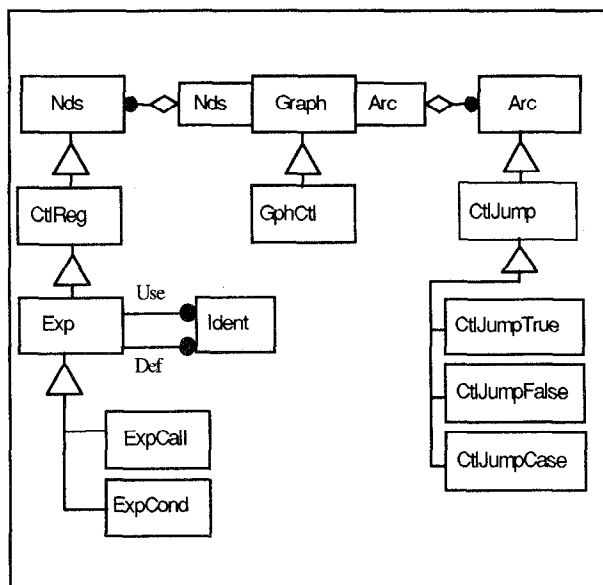 Nds Nds Graph Arc Arc
CtlReg GphCtl CtlJump
Use
Exp Ident
Def
CtlJumpTrue
CtlJumpFalse
ExpCall CtlJumpCase
ExpCond